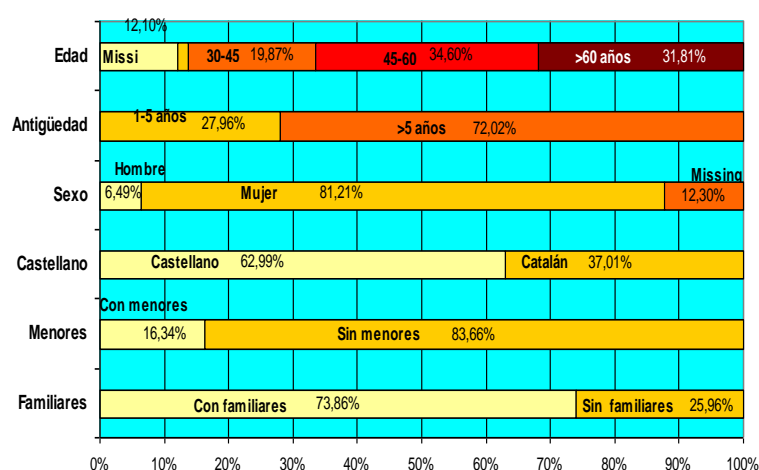 12,10%
Edad Missi 30-45 19,87% 45-60 34,60% >60 años 31,81%
Antigüedad 1-5 años 27,96% >5 años 72,02%
Hombre Missing
Sexo 6,49% Mujer 81,21% 12,30%
Castellano Castellano 62,99% Catalán 37,01%
Con menores
Menores 16,34% Sin menores 83,66%
Familiares Con familiares 73,86% Sin familiares 25,96%
0% 10% 20% 30% 40% 50% 60% 70% 80% 90% 100%